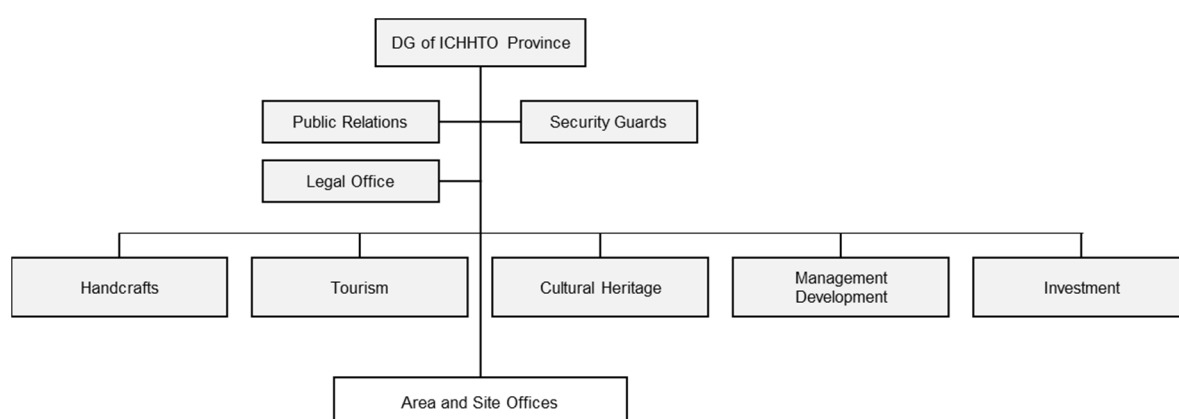 DG of ICHHTO Province
Public Relations
Security Guards
Legal Office
Handcrafts
Tourism
Cultural Heritage
Management
Development
Investment
Area and Site Offices